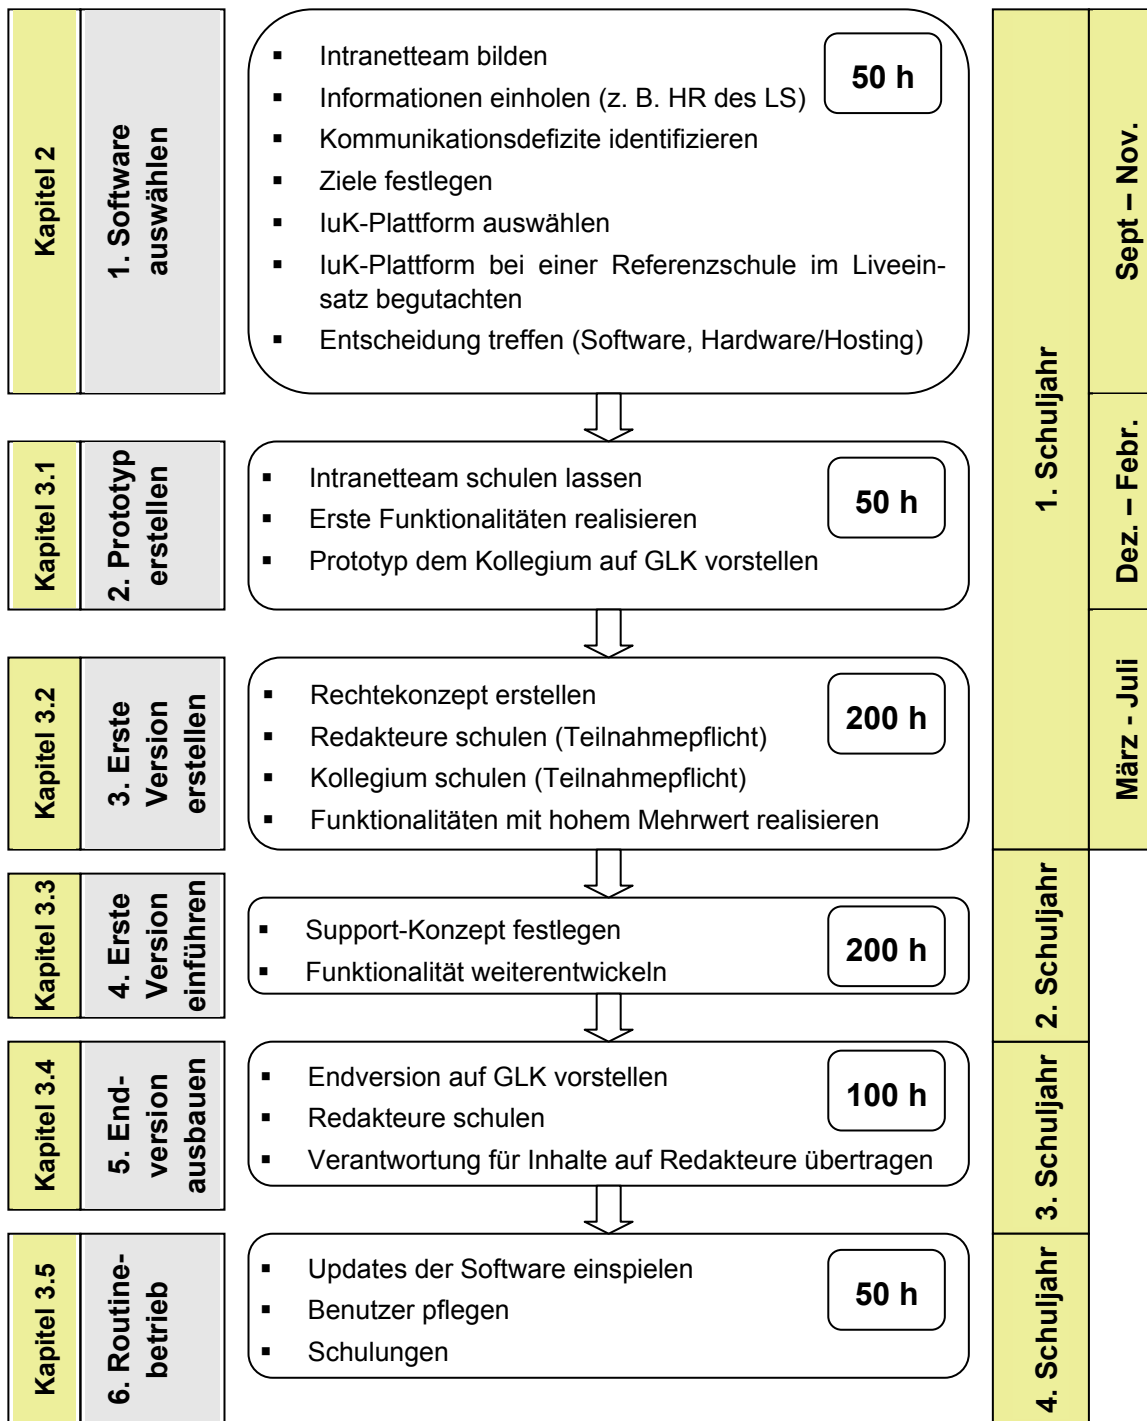 Kapitel 2
1. Software
auswählen
▪ Intranetteam bilden
▪ Informationen einholen (z. B. HR des LS)
▪ Kommunikationsdefizite identifizieren
▪ Ziele festlegen
▪ IuK-Plattform auswählen
▪ IuK-Plattform bei einer Referenzschule im Liveein-
satz begutachten
▪ Entscheidung treffen (Software, Hardware/Hosting)
50 h
1. Schuljahr
Sept – Nov.
Kapitel 3.1
2. Prototyp
erstellen
▪ Intranetteam schulen lassen
▪ Erste Funktionalitäten realisieren
▪ Prototyp dem Kollegium auf GLK vorstellen
50 h
Dez. – Febr.
Kapitel 3.2
3. Erste
Version
erstellen
▪ Rechtekonzept erstellen
▪ Redakteure schulen (Teilnahmepflicht)
▪ Kollegium schulen (Teilnahmepflicht)
▪ Funktionalitäten mit hohem Mehrwert realisieren
200 h
März - Juli
Kapitel 3.3
4. Erste
Version
einführen
▪ Support-Konzept festlegen
▪ Funktionalität weiterentwickeln
200 h
2. Schuljahr
Kapitel 3.4
5. End-
version
ausbauen
▪ Endversion auf GLK vorstellen
▪ Redakteure schulen
▪ Verantwortung für Inhalte auf Redakteure übertragen
100 h
3. Schuljahr
Kapitel 3.5
6. Routine-
betrieb
▪ Updates der Software einspielen
▪ Benutzer pflegen
▪ Schulungen
50 h
4. Schuljahr